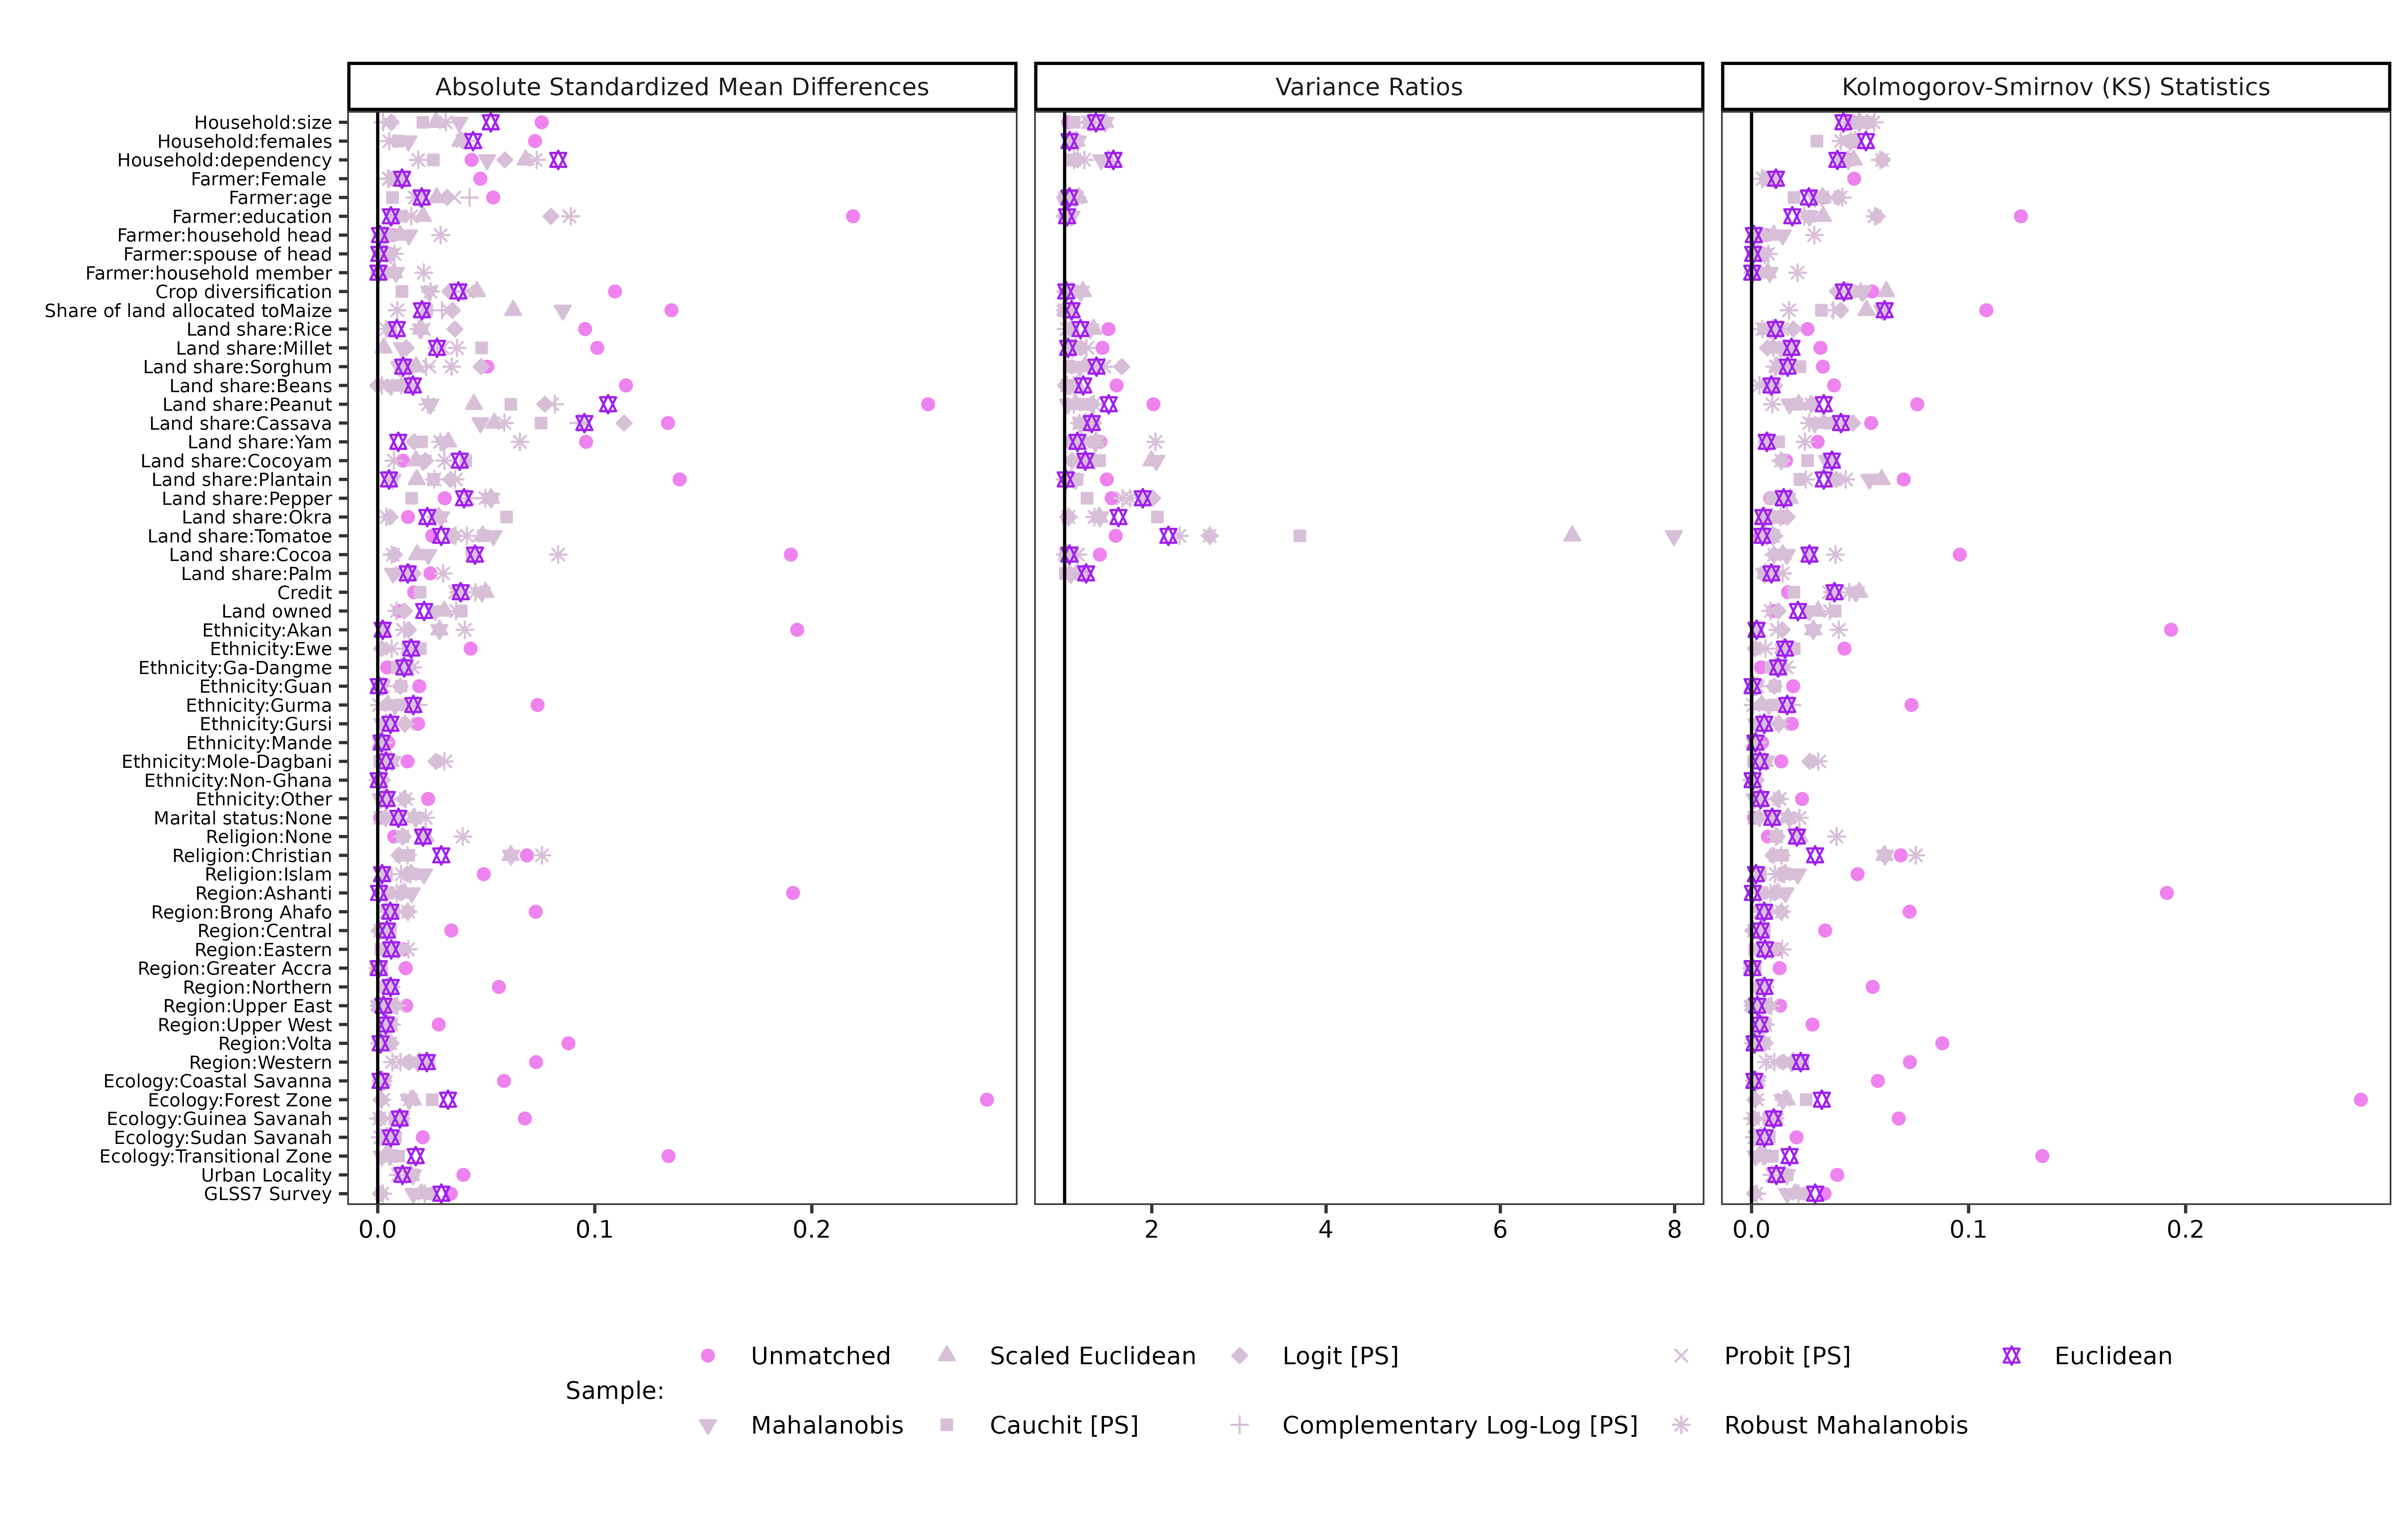 Absolute Standardized Mean Differences
Variance Ratios
Kolmogorov-Smirnov (KS) Statistics
Household:size
Household:females
Household:dependency
Farmer:Female
Farmer:age
Farmer:education
Farmer:household head
Farmer:spouse of head
Farmer:household member
Crop diversification
Share of land allocated toMaize
Land share:Rice
Land share:Millet
Land share:Sorghum
Land share:Beans
Land share:Peanut
Land share:Cassava
Land share:Yam
Land share:Cocoyam
Land share:Plantain
Land share:Pepper
Land share:Okra
Land share:Tomatoe
Land share:Cocoa
Land share:Palm
Credit
Land owned
Ethnicity:Akan
Ethnicity:Ewe
Ethnicity:Ga-Dangme
Ethnicity:Guan
Ethnicity:Gurma
Ethnicity:Gursi
Ethnicity:Mande
Ethnicity:Mole-Dagbani
Ethnicity:Non-Ghana
Ethnicity:Other
Marital status:None
Religion:None
Religion:Christian
Religion:Islam
Region:Ashanti
Region:Brong Ahafo
Region:Central
Region:Eastern
Region:Greater Accra
Region:Northern
Region:Upper East
Region:Upper West
Region:Volta
Region:Western
Ecology:Coastal Savanna
Ecology:Forest Zone
Ecology:Guinea Savanah
Ecology:Sudan Savanah
Ecology:Transitional Zone
Urban Locality
GLSS7 Survey
0.0 0.1 0.2
2 4 6 8
0.0 0.1 0.2
Sample:
Unmatched Scaled Euclidean Logit [PS] Probit [PS] Euclidean
Mahalanobis Cauchit [PS] Complementary Log-Log [PS] Robust Mahalanobis